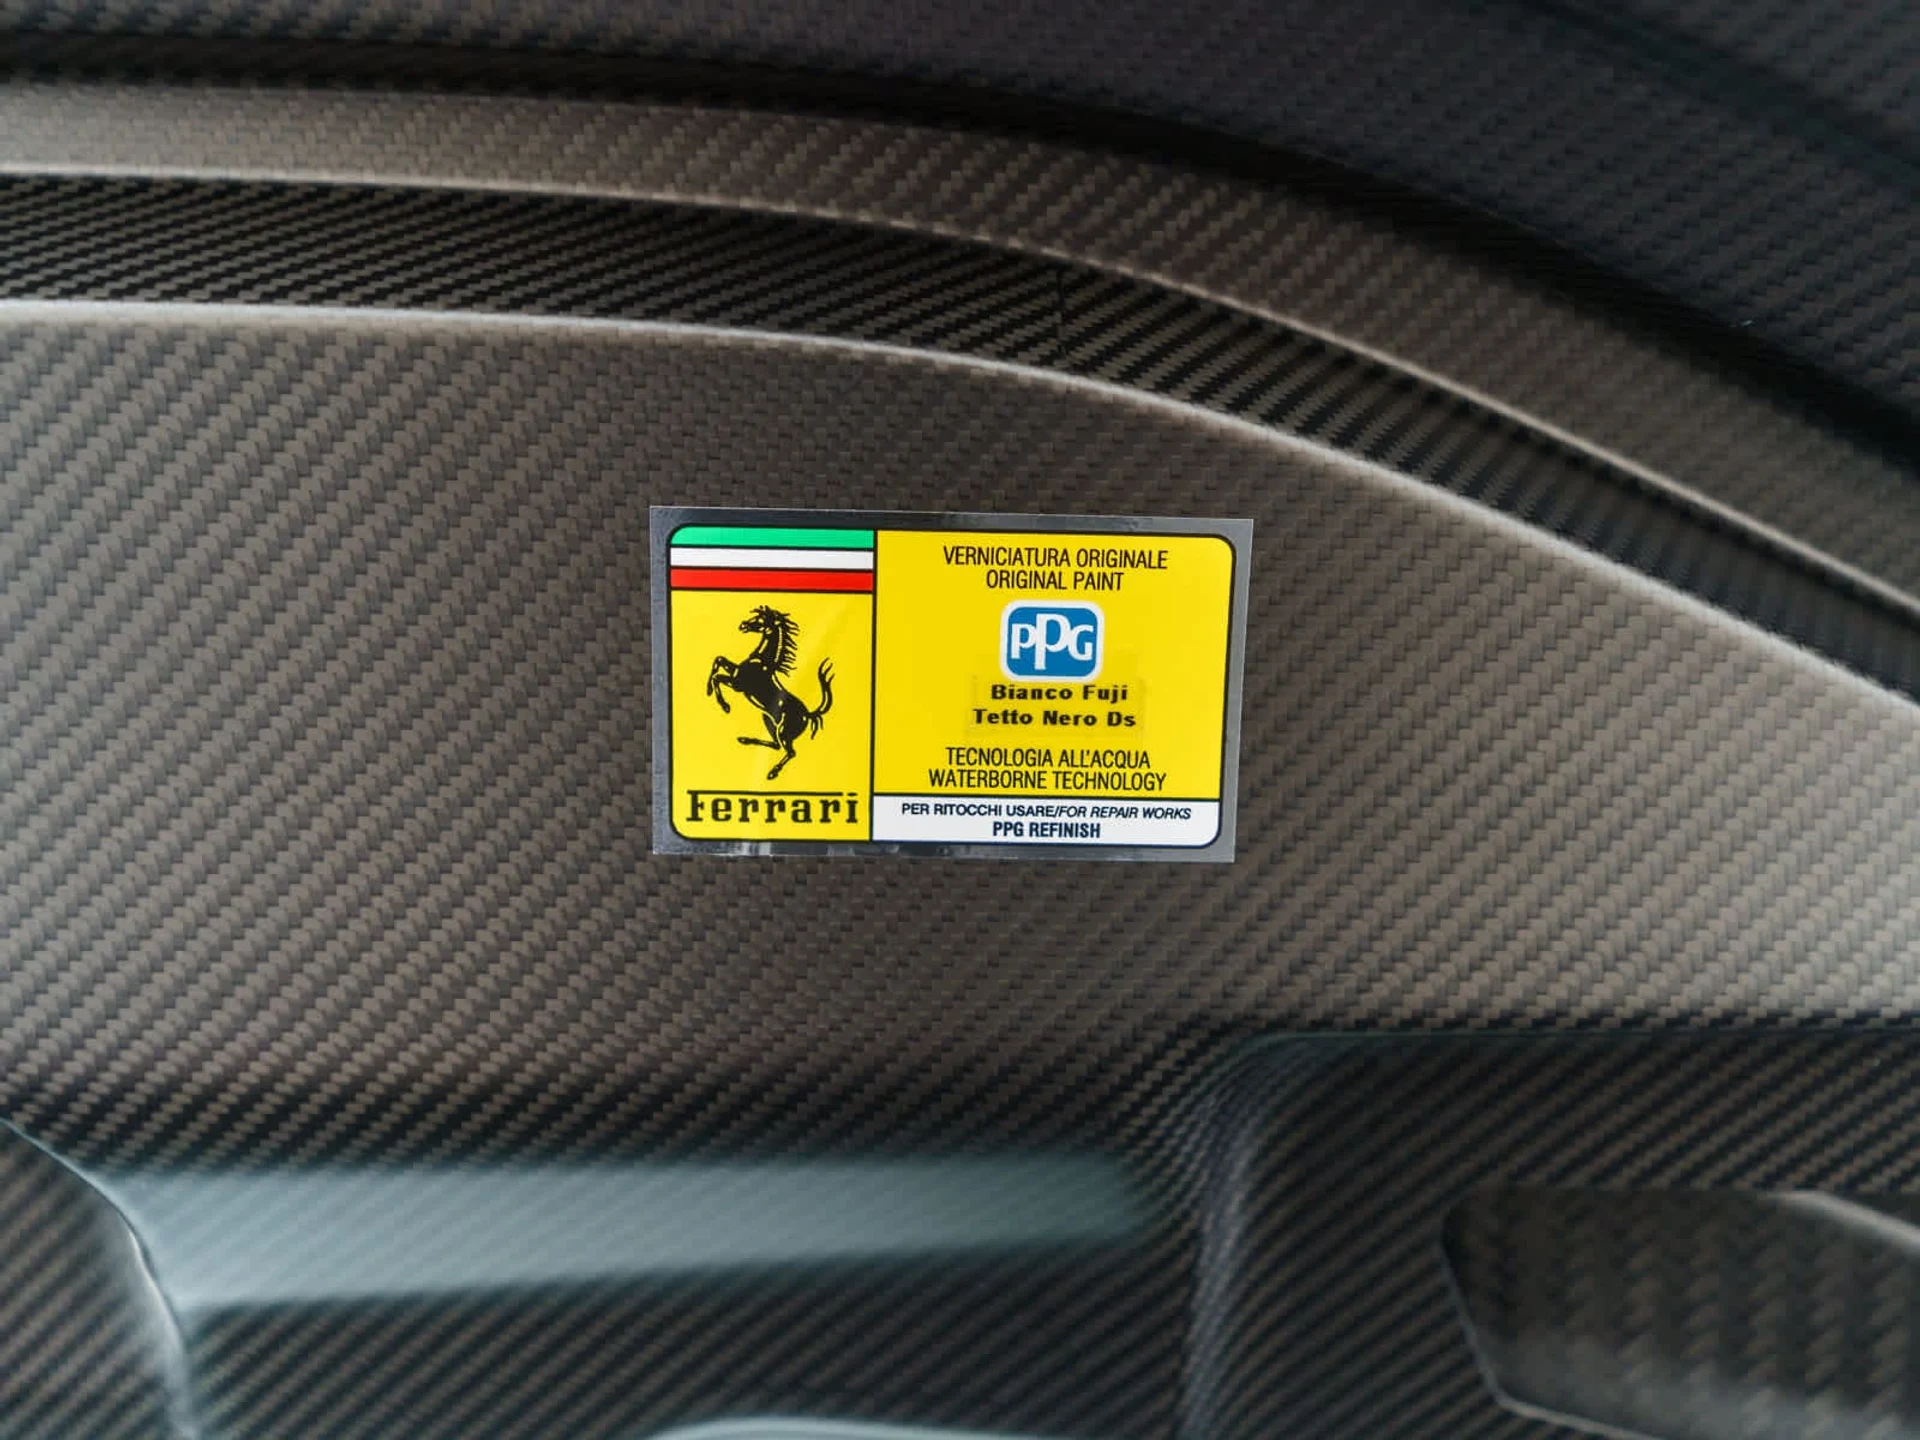 Ferrari
VERNICIATURA ORIGINALE
ORIGINAL PAINT
PPG
Bianco Fuji
Tetto Nero Ds
TECNOLOGIA ALL'ACQUA
WATERBORNE TECHNOLOGY
PER RITOCCHI USARE/FOR REPAIR WORKS
PPG REFINISH